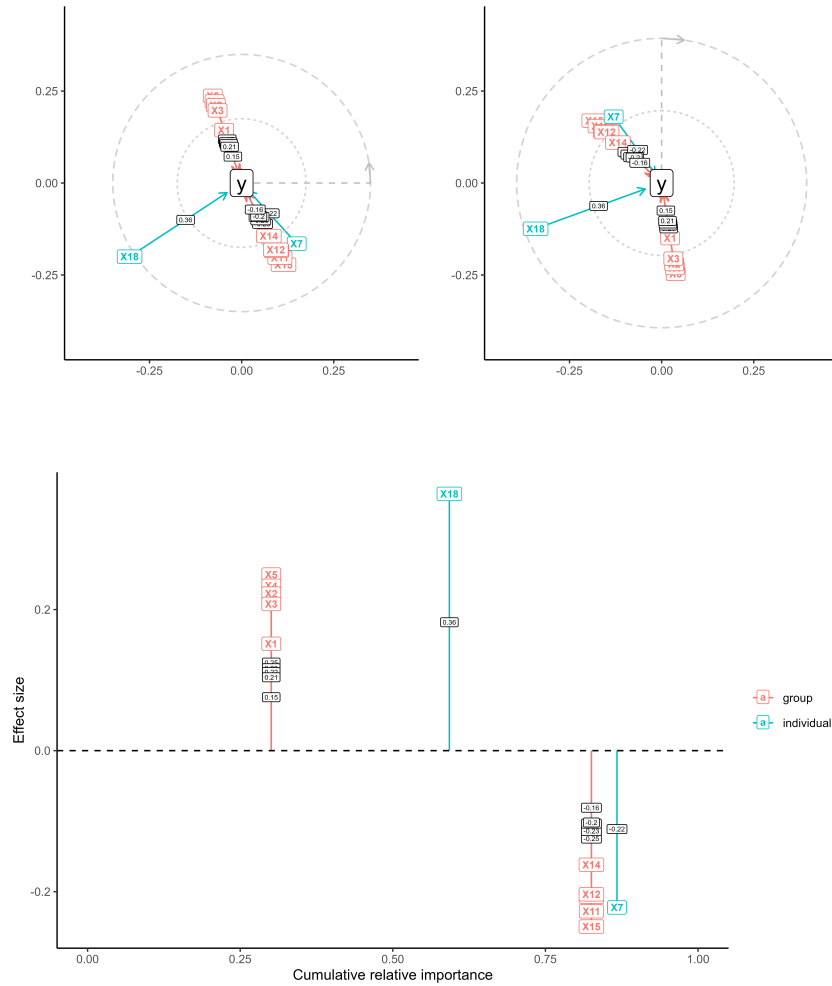 0.25
0.00
-0.25
-0.25
0.00
0.25
X3
X1
0.21
0.15
y
0.36
X18
-0.16
-0.2
X14
X12
X7
0.25
0.00
-0.25
-0.25
0.00
0.25
X7
X12
X14
-0.22
-0.16
y
0.36
X18
0.15
0.21
X1
X3
Effect size
0.2
0.0
-0.2
X18
X5
X2
X3
X1
0.36
0.21
0.15
-0.16
-0.2
-0.23
-0.25
-0.22
X14
X12
X11
X15
X7
0.00
0.25
0.50
0.75
1.00
Cumulative relative importance
a group
a individual